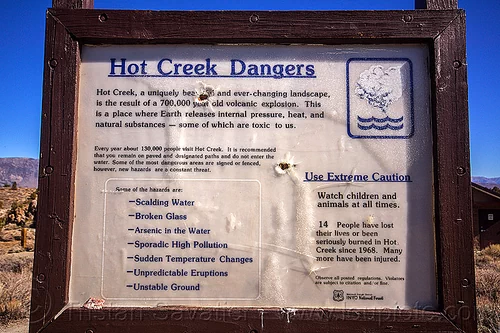 Hot Creek Dangers
Hot Creek, a uniquely and ever-changing landscape,
is the result of a 700,000 year old volcanic explosion. This
is a place where Earth releases internal pressure, heat, and
natural substances — some of which are toxic to us.
Every year about 130,000 people visit Hot Creek. It is recommended
that you remain on paved and designated paths and do not enter the
water. Some of the most dangerous areas are signed or fenced,
however, new hazards are a constant threat.
Some of the hazards are:
—Scalding Water
—Broken Glass
—Arsenic in the Water
—Sporadic High Pollution
—Sudden Temperature Changes
—Unpredictable Eruptions
—Unstable Ground
Use Extreme Caution
Watch children and
animals at all times.
14 People have lost
their lives or been
seriously burned in Hot
Creek since 1968. Many
more have been injured.
Observe all posted regulations. Violators
are subject to citation and/or fine.
INYO National Forest